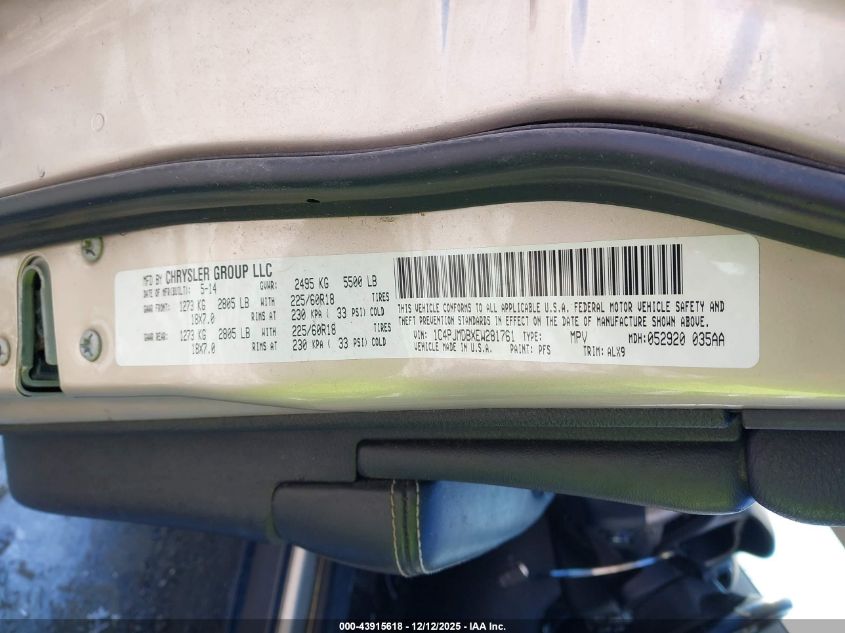 MFD BY CHRYSLER GROUP LLC
DATE OF MFR(BUILT): 5-14 GVWR: 2495 KG 5500 LB
GAWR FRONT: 1273 KG 2805 LB WITH 225/60R18 TIRES
18X7.0 RIMS AT 230 KPA ( 33 PSI) COLD
GAWR REAR: 1273 KG 2805 LB WITH 225/60R18 TIRES
18X7.0 RIMS AT 230 KPA ( 33 PSI) COLD
THIS VEHICLE CONFORMS TO ALL APPLICABLE U.S.A. FEDERAL MOTOR VEHICLE SAFETY AND
THEFT PREVENTION STANDARDS IN EFFECT ON THE DATE OF MANUFACTURE SHOWN ABOVE.
VIN: 1C4PJMDBXEW281761 TYPE: MPV MDH: 052920 035AA
VEHICLE MADE IN U.S.A. PAINT: PFS TRIM: ALX9
000-43915618 - 12/12/2025 - IAA Inc.